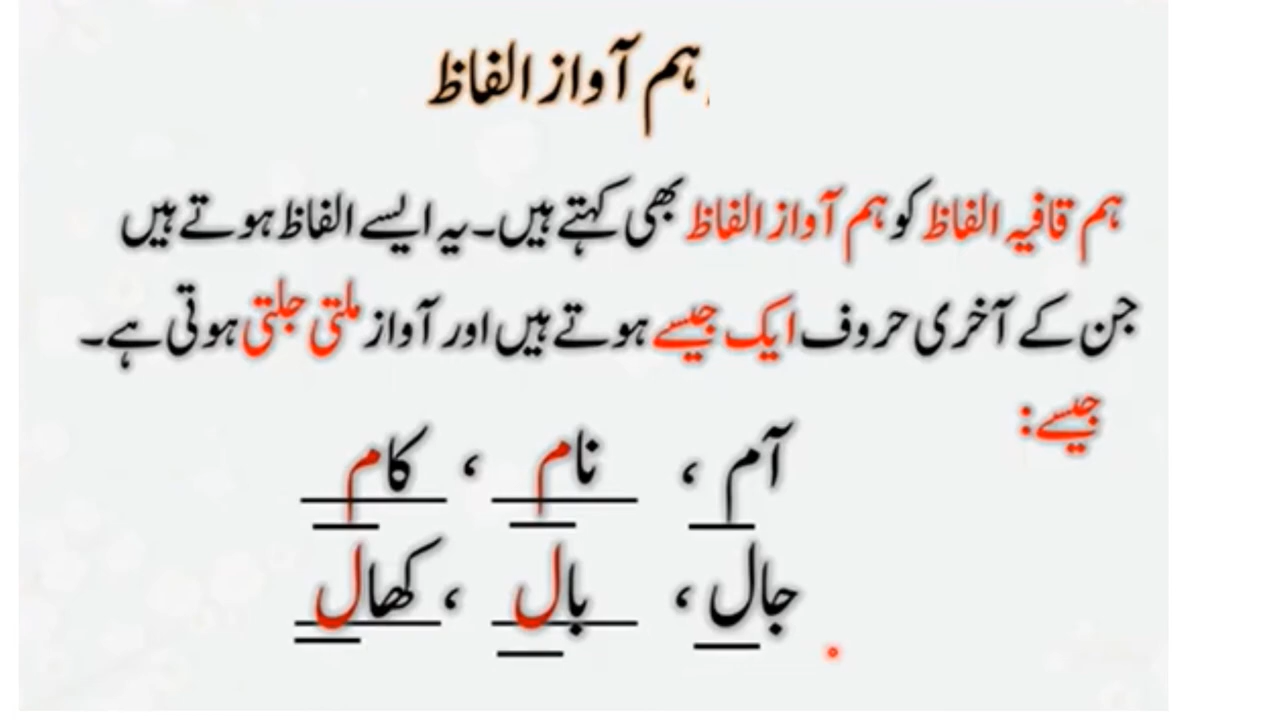 ہم آواز الفاظ
ہم قافیہ الفاظ کو ہم آواز الفاظ بھی کہتے ہیں۔ یہ ایسے الفاظ ہوتے ہیں
جن کے آخری حروف ایک جیسے ہوتے ہیں اور آواز ملتی جلتی ہوتی ہے۔
جیسے:
آم ، نام ، کام
جال ، بال ، کھال